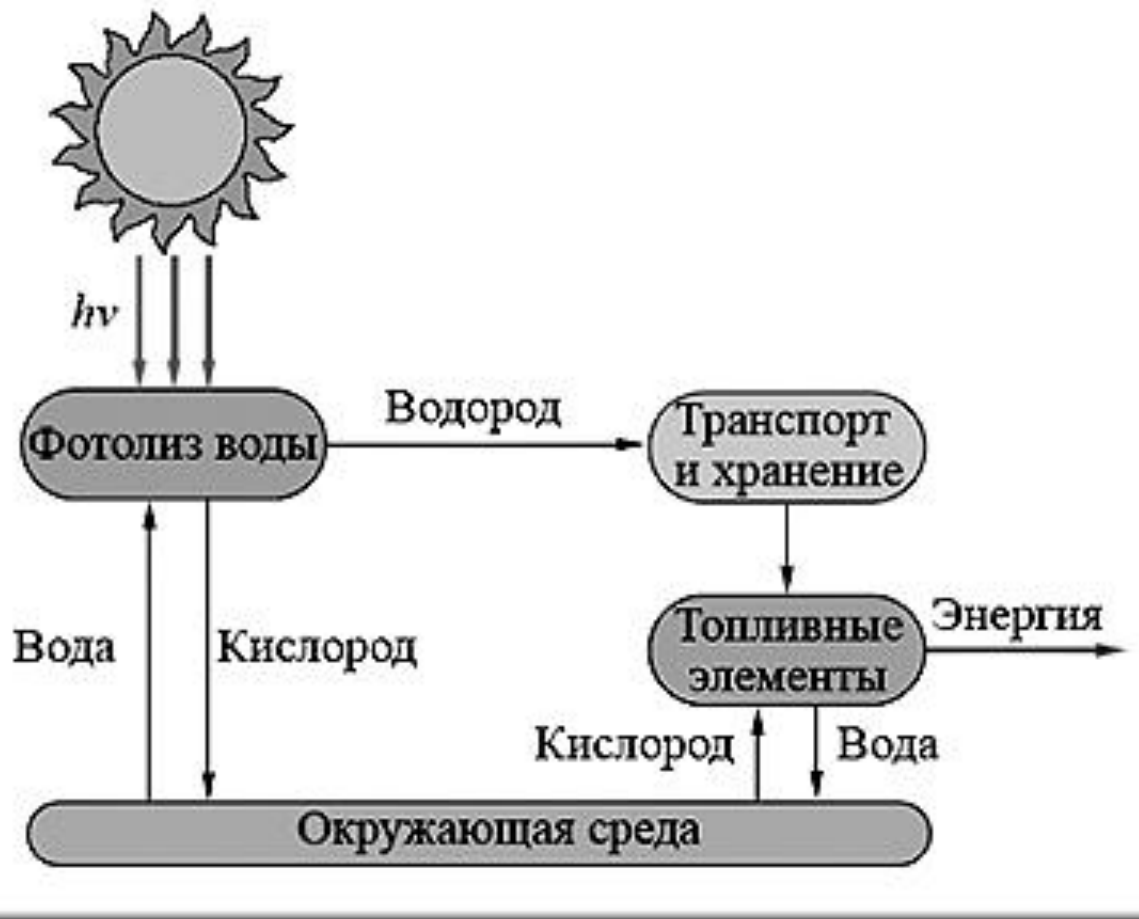 hv
Водород
Фотолиз воды
Транспорт
и хранение
Вода
Кислород
Топливные
элементы
Энергия
Кислород
Вода
Окружающая среда